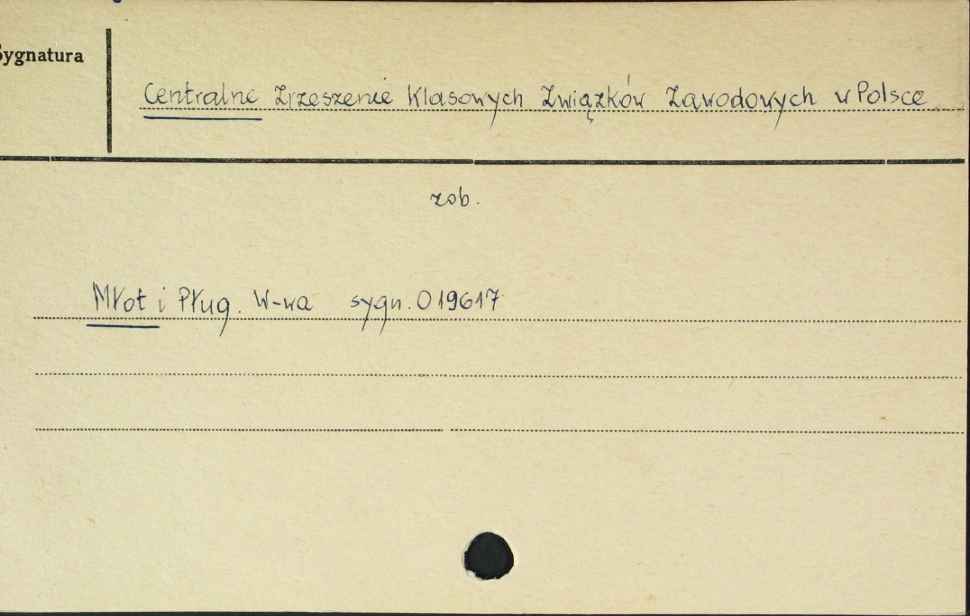 Sygnatura
Centralne Zrzeszenie Klasowych Związków Zawodowych w Polsce
zob.
Młot i Pług. W-wa sygn. 019617